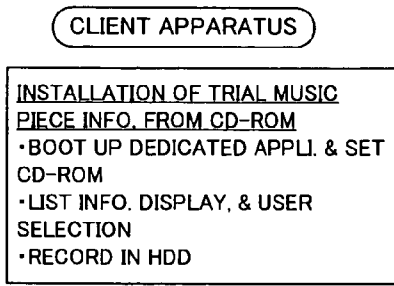 CLIENT APPARATUS
INSTALLATION OF TRIAL MUSIC
PIECE INFO. FROM CD-ROM
・BOOT UP DEDICATED APPLI. & SET
CD-ROM
・LIST INFO. DISPLAY, & USER
SELECTION
・RECORD IN HDD